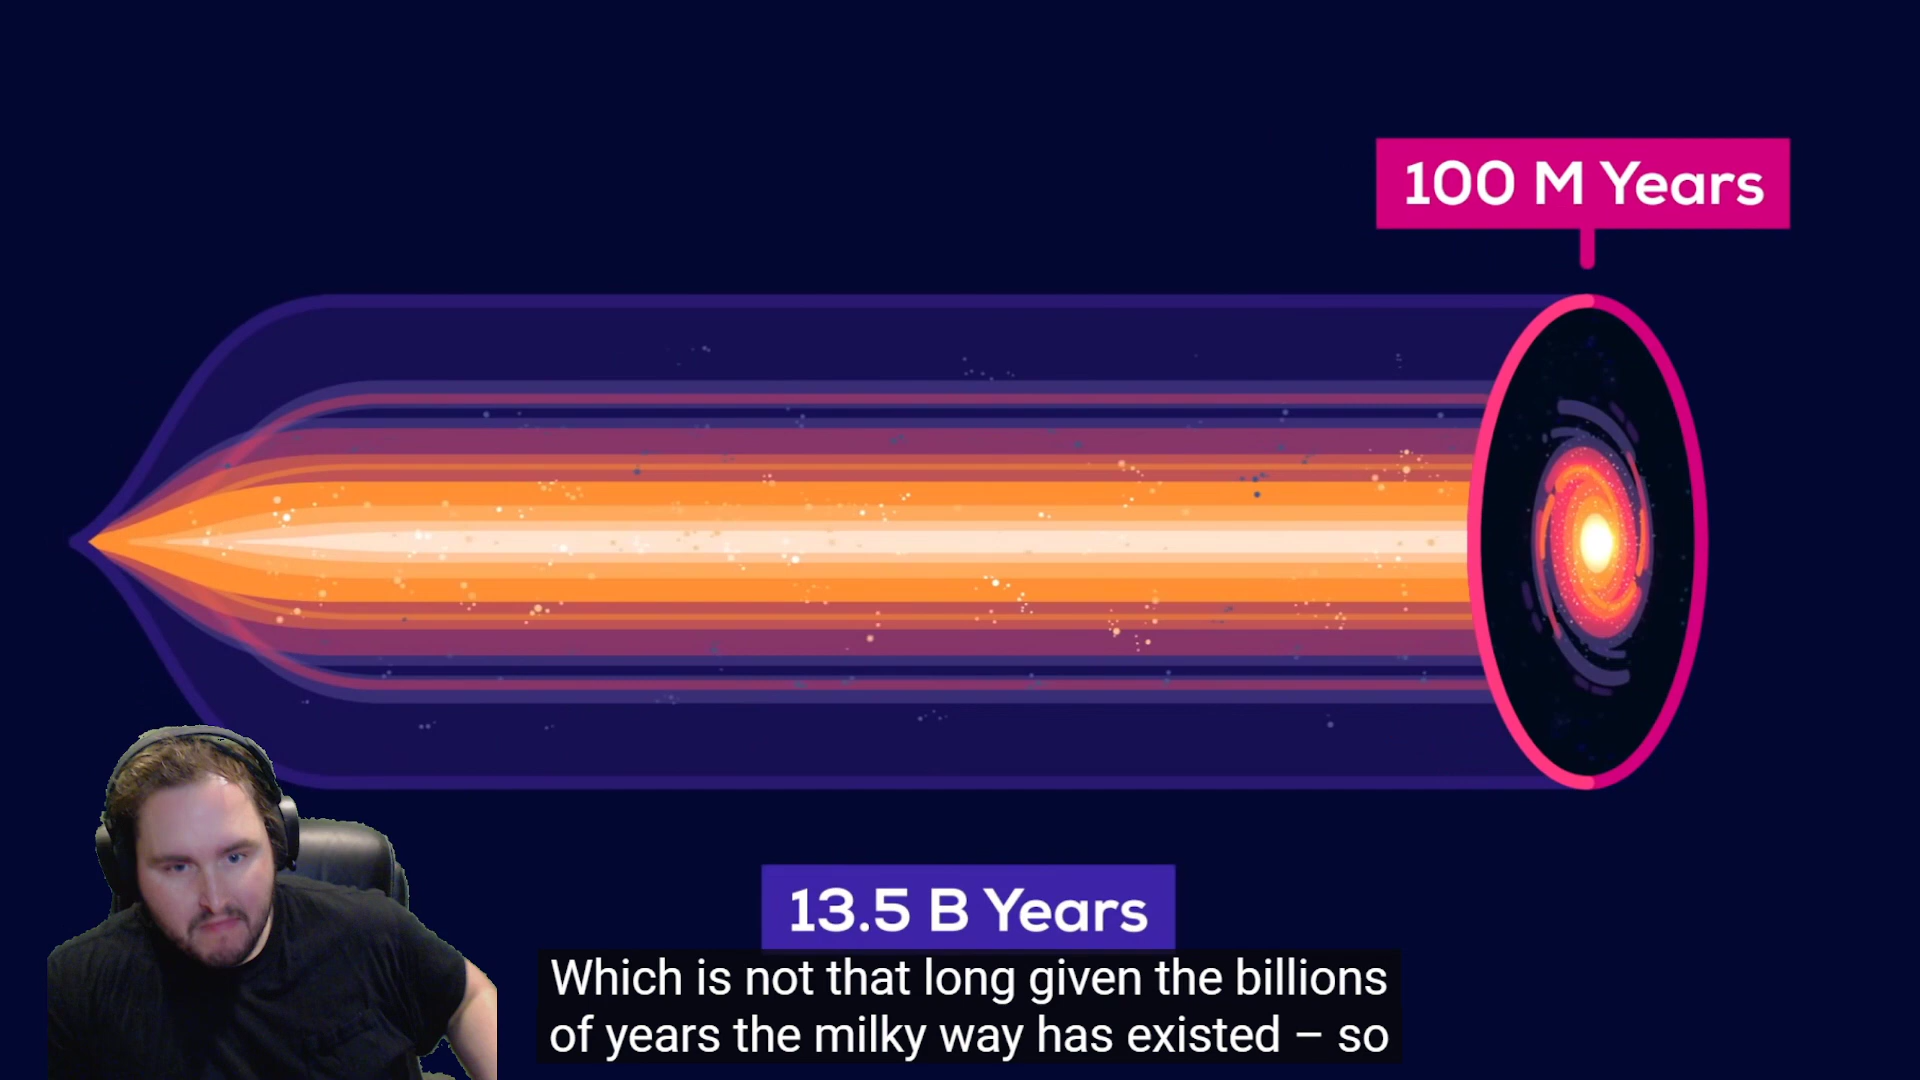 100 M Years
13.5 B Years
Which is not that long given the billions
of years the milky way has existed – so